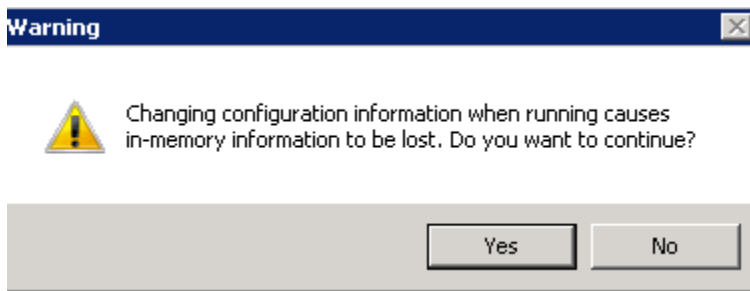 Warning
Changing configuration information when running causes
in-memory information to be lost. Do you want to continue?
Yes
No